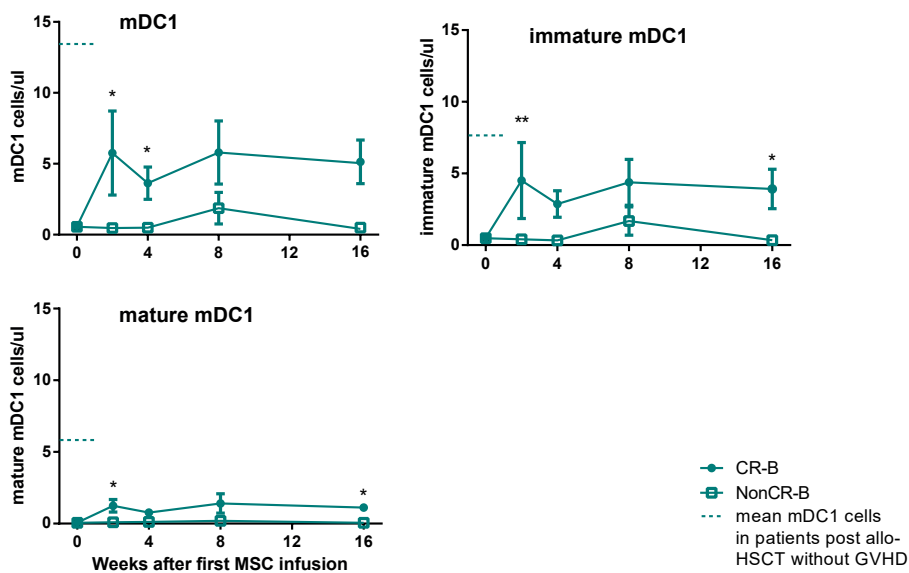 mDC1
15
10
5
0
mDC1 cells/ul
*
*
0 4 8 12 16
immature mDC1
15
10
5
0
immature mDC1 cells/ul
**
*
0 4 8 12 16
mature mDC1
15
10
5
0
mature mDC1 cells/ul
*
*
0 4 8 12 16
Weeks after first MSC infusion
CR-B
NonCR-B
mean mDC1 cells
in patients post allo-
HSCT without GVHD